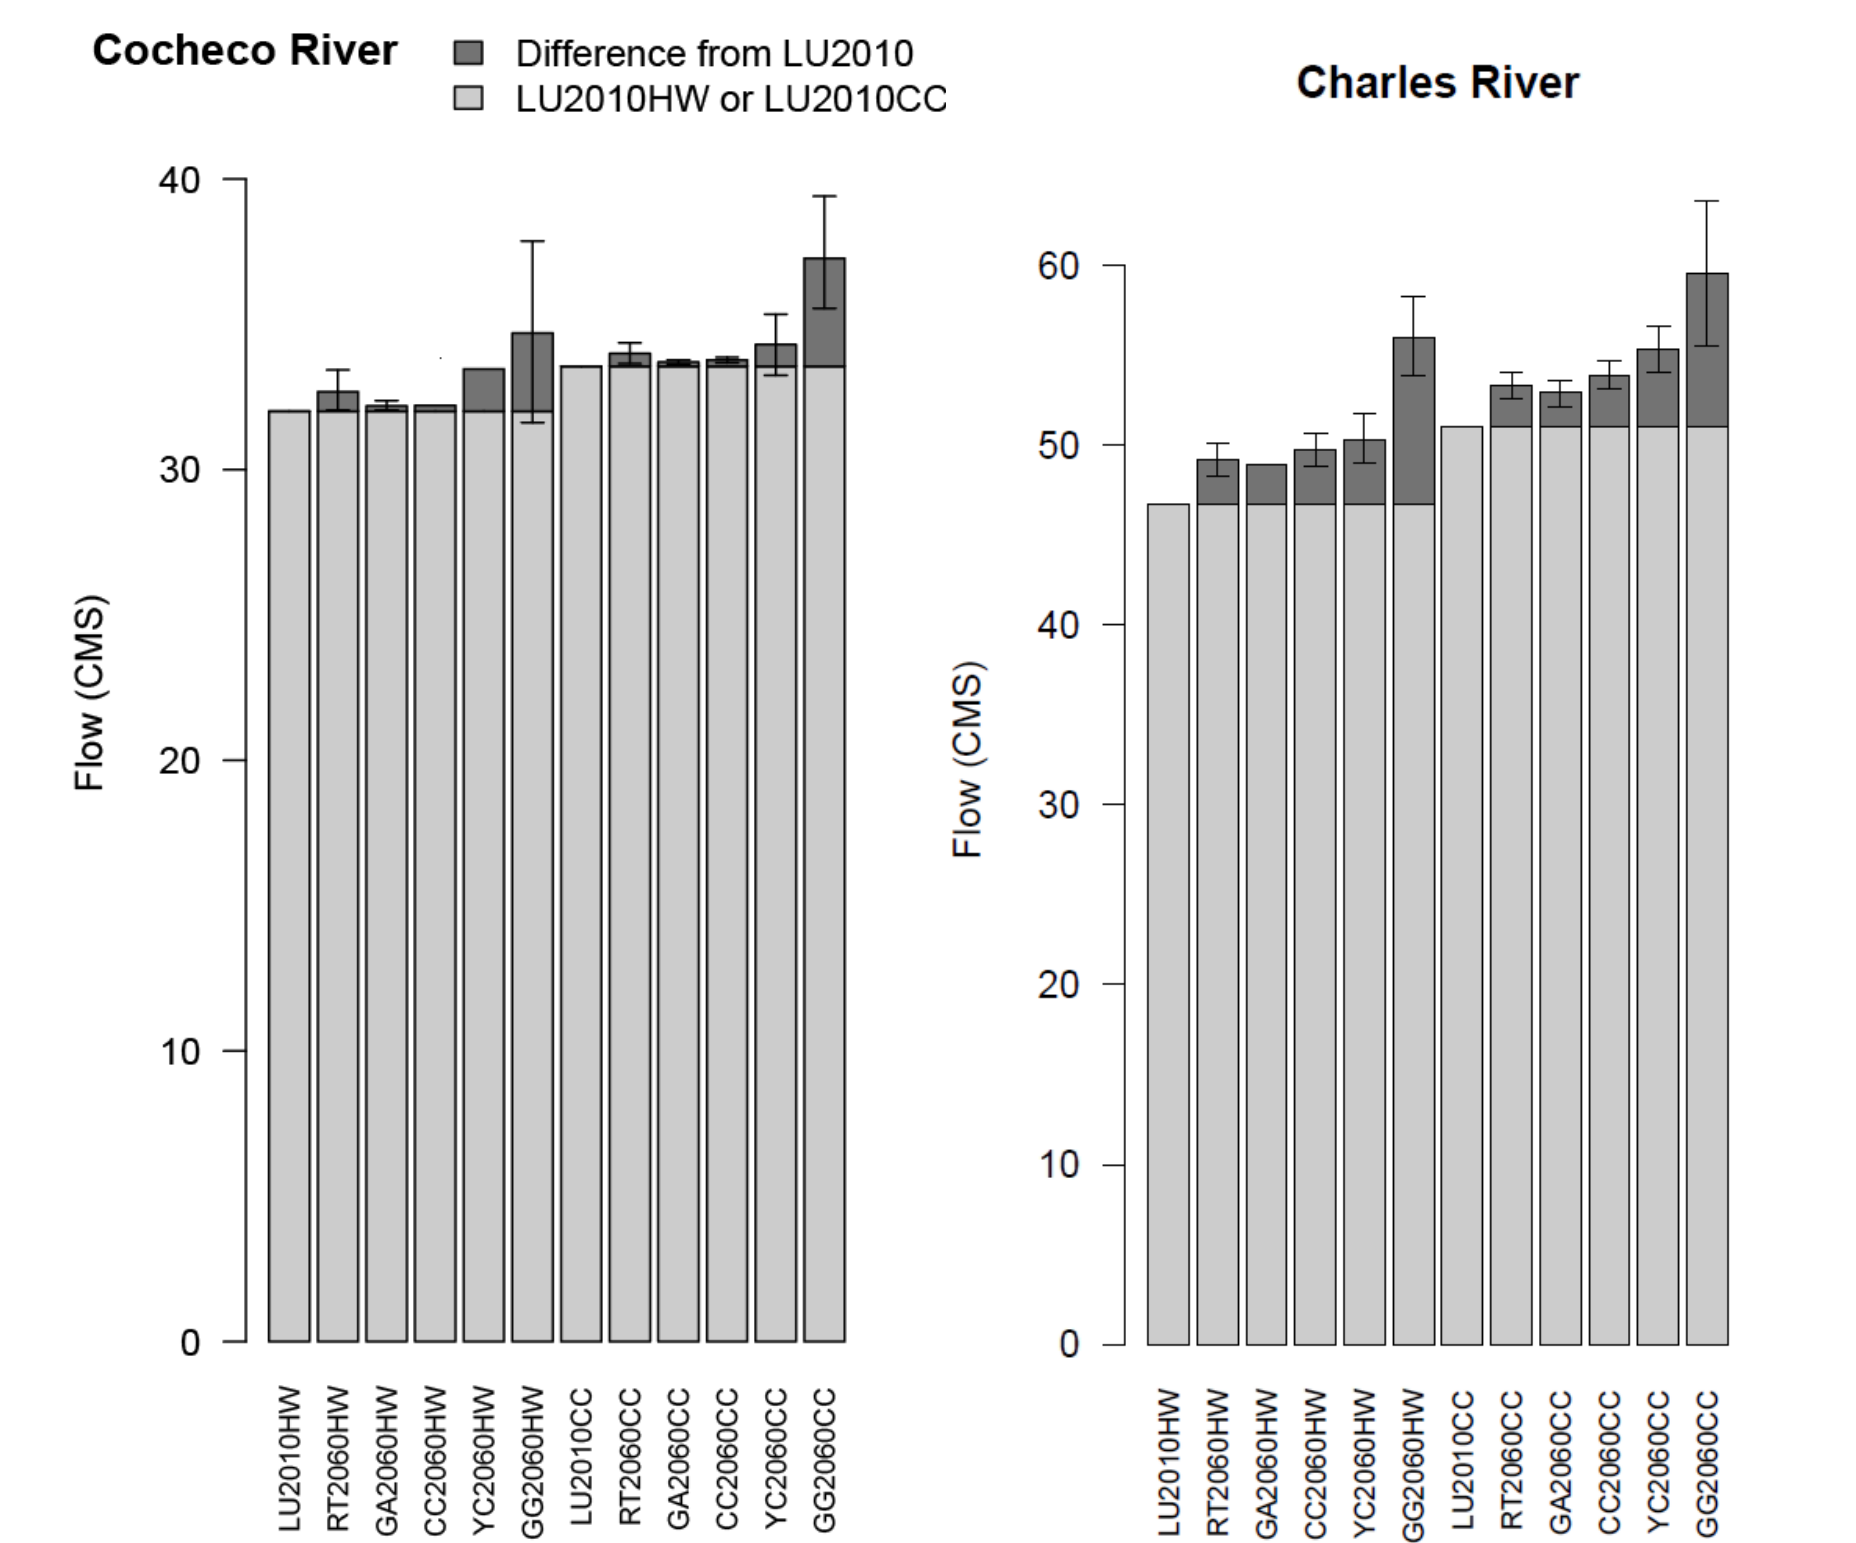 Cocheco River
Difference from LU2010
LU2010HW or LU2010CC
40
30
20
10
0
Flow (CMS)
LU2010HW
RT2060HW
GA2060HW
CC2060HW
YC2060HW
GG2060HW
LU2010CC
RT2060CC
GA2060CC
CC2060CC
YC2060CC
GG2060CC
Charles River
60
50
40
30
20
10
0
Flow (CMS)
LU2010HW
RT2060HW
GA2060HW
CC2060HW
YC2060HW
GG2060HW
LU2010CC
RT2060CC
GA2060CC
CC2060CC
YC2060CC
GG2060CC